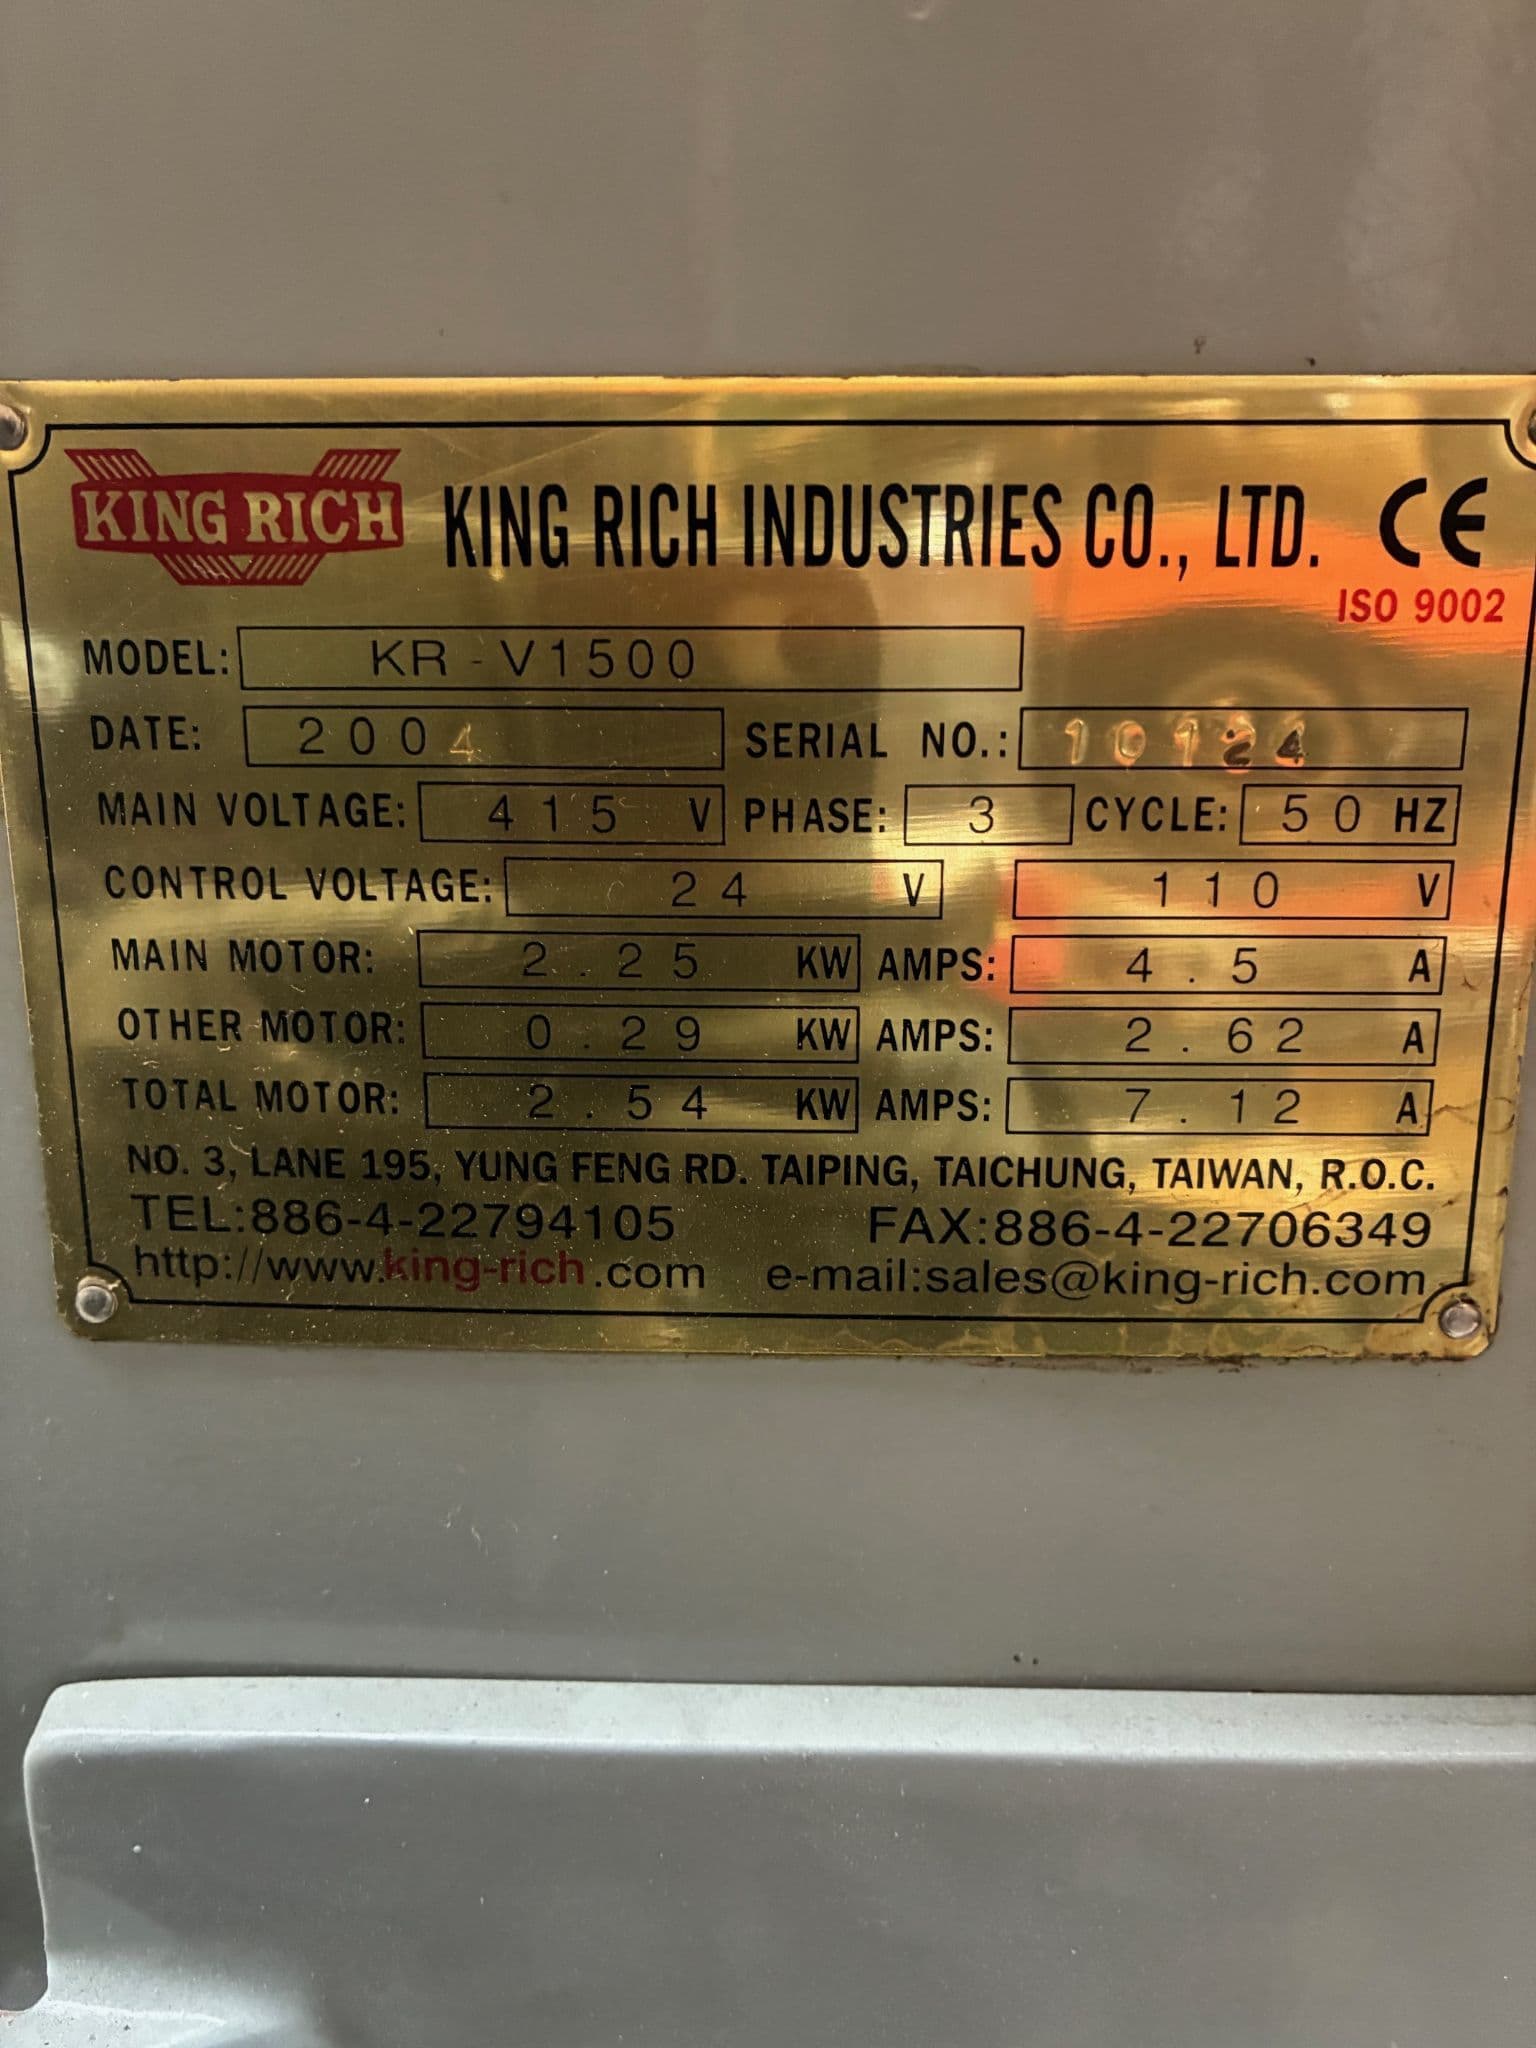 KING RICH KING RICH INDUSTRIES CO., LTD. CE
ISO 9002
MODEL: KR-V1500
DATE: 2004 SERIAL NO.: 10124
MAIN VOLTAGE: 415 V PHASE: 3 CYCLE: 50 HZ
CONTROL VOLTAGE: 24 V 110 V
MAIN MOTOR: 2.25 KW AMPS: 4.5 A
OTHER MOTOR: 0.29 KW AMPS: 2.62 A
TOTAL MOTOR: 2.54 KW AMPS: 7.12 A
NO. 3, LANE 195, YUNG FENG RD. TAIPING, TAICHUNG, TAIWAN, R.O.C.
TEL:886-4-22794105 FAX:886-4-22706349
http://www.king-rich.com e-mail:sales@king-rich.com